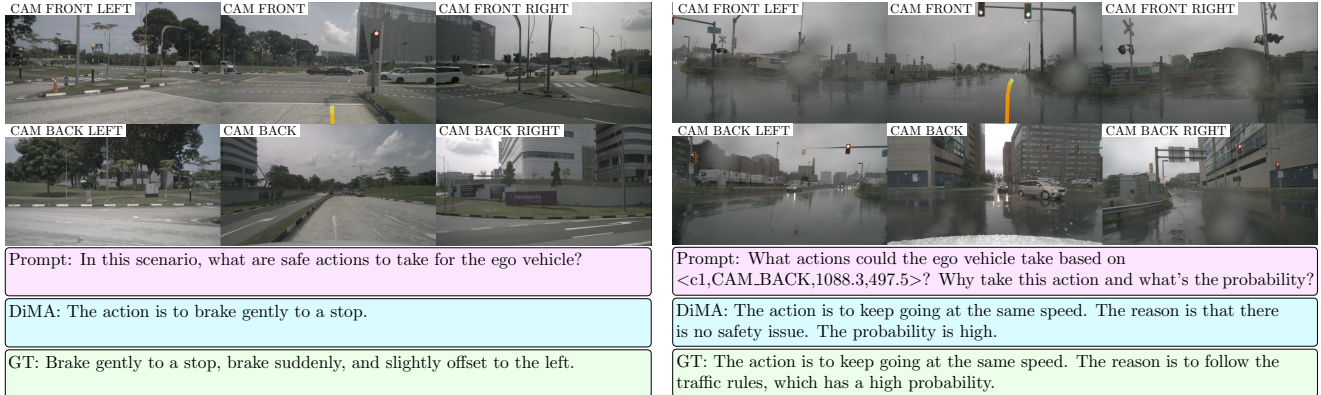 CAM FRONT LEFT
CAM FRONT
CAM FRONT RIGHT
CAM BACK LEFT
CAM BACK
CAM BACK RIGHT
Prompt: In this scenario, what are safe actions to take for the ego vehicle?
DiMA: The action is to brake gently to a stop.
GT: Brake gently to a stop, brake suddenly, and slightly offset to the left.
CAM FRONT LEFT
CAM FRONT
CAM FRONT RIGHT
CAM BACK LEFT
CAM BACK
CAM BACK RIGHT
Prompt: What actions could the ego vehicle take based on
<c1,CAM_BACK,1088.3,497.5>? Why take this action and what's the probability?
DiMA: The action is to keep going at the same speed. The reason is that there
is no safety issue. The probability is high.
GT: The action is to keep going at the same speed. The reason is to follow the
traffic rules, which has a high probability.